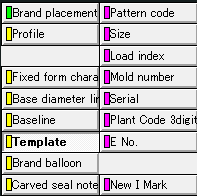 Brand placement
Pattern code
Profile
Size
Load index
Fixed form chara
Mold number
Base diameter lin
Serial
Baseline
Plant Code 3digit
Template
E No.
Brand balloon
Carved seal note
New I Mark